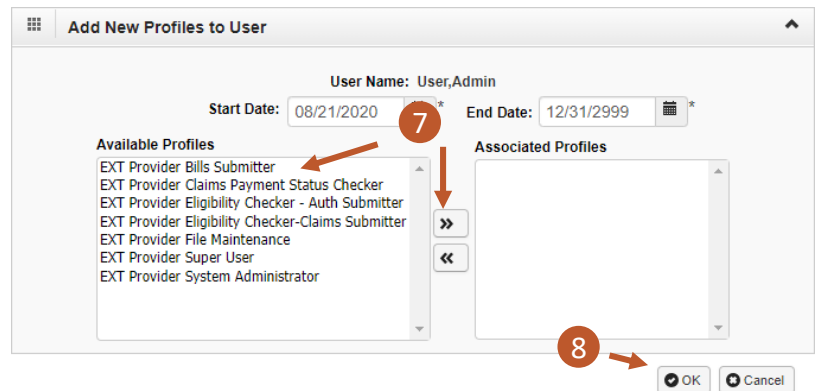 Add New Profiles to User
User Name: User,Admin
Start Date: 08/21/2020 * End Date: 12/31/2999 *
7
Available Profiles
Associated Profiles
EXT Provider Bills Submitter
EXT Provider Claims Payment Status Checker
EXT Provider Eligibility Checker - Auth Submitter
EXT Provider Eligibility Checker-Claims Submitter
EXT Provider File Maintenance
EXT Provider Super User
EXT Provider System Administrator
»
«
8
OK Cancel